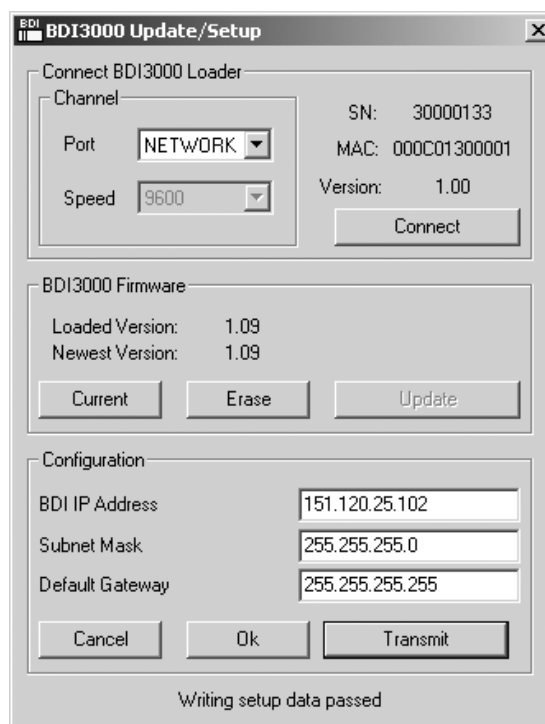 BDI BDI3000 Update/Setup
Connect BDI3000 Loader
Channel
Port NETWORK
Speed 9600
SN: 30000133
MAC: 000C01300001
Version: 1.00
Connect
BDI3000 Firmware
Loaded Version: 1.09
Newest Version: 1.09
Current Erase Update
Configuration
BDI IP Address 151.120.25.102
Subnet Mask 255.255.255.0
Default Gateway 255.255.255.255
Cancel Ok Transmit
Writing setup data passed